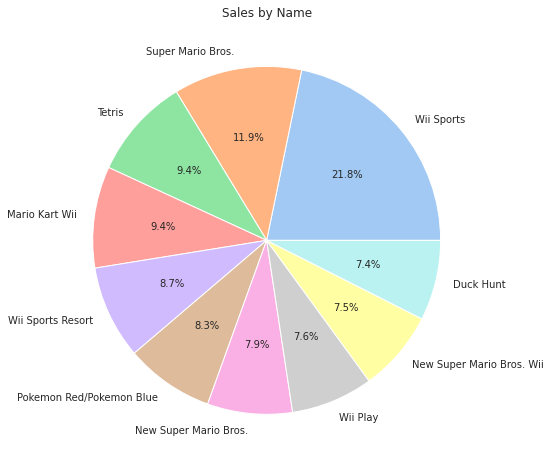 Sales by Name
Super Mario Bros.
Wii Sports
Tetris
11.9%
21.8%
9.4%
Mario Kart Wii
9.4%
7.4%
8.7%
Duck Hunt
7.5%
Wii Sports Resort
8.3%
7.6%
7.9%
New Super Mario Bros. Wii
Pokemon Red/Pokemon Blue
Wii Play
New Super Mario Bros.